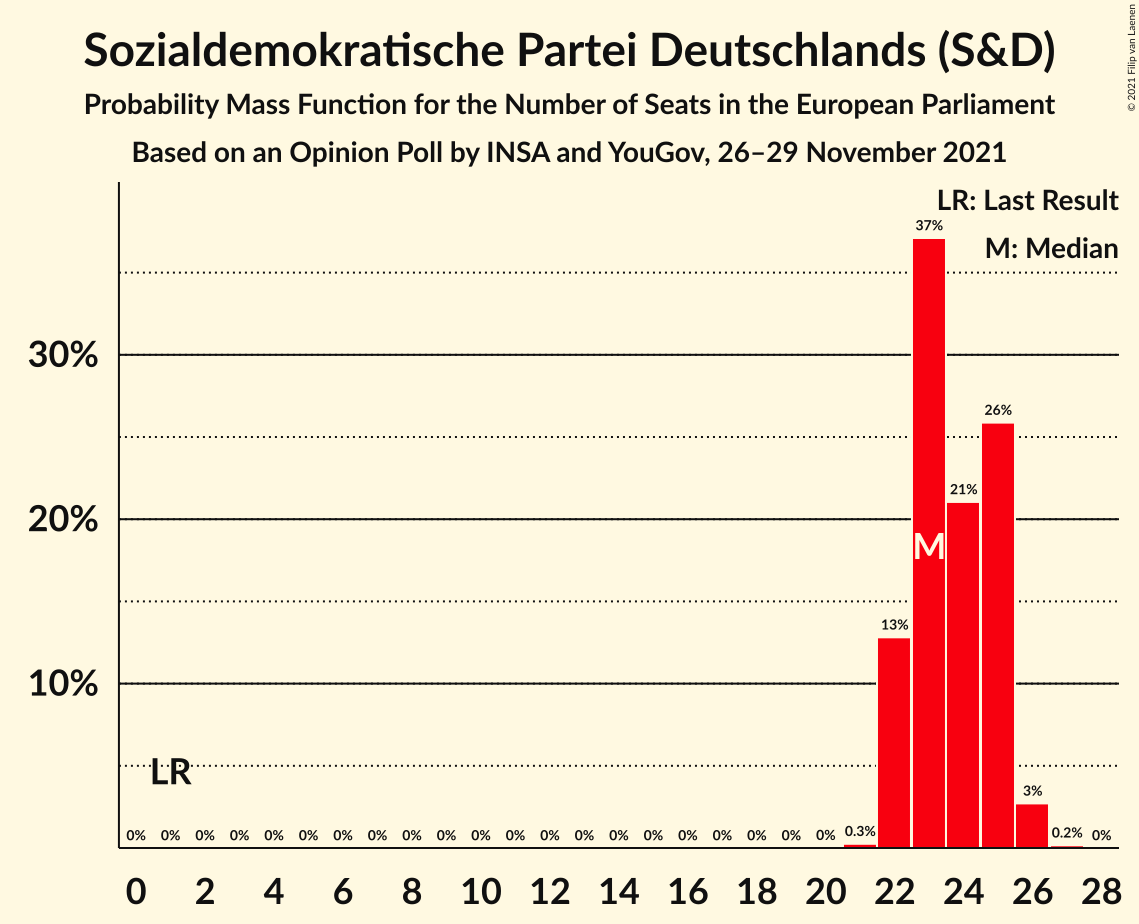 Sozialdemokratische Partei Deutschlands (S&D)
Probability Mass Function for the Number of Seats in the European Parliament
Based on an Opinion Poll by INSA and YouGov, 26–29 November 2021
© 2021 Filip van Laenen
LR: Last Result
M: Median
37%
30%
26%
21%
20%
M
13%
10%
LR
3%
0% 0% 0% 0% 0% 0% 0% 0% 0% 0% 0% 0% 0% 0% 0% 0% 0% 0% 0% 0% 0% 0.3% 0.2% 0%
0 2 4 6 8 10 12 14 16 18 20 22 24 26 28